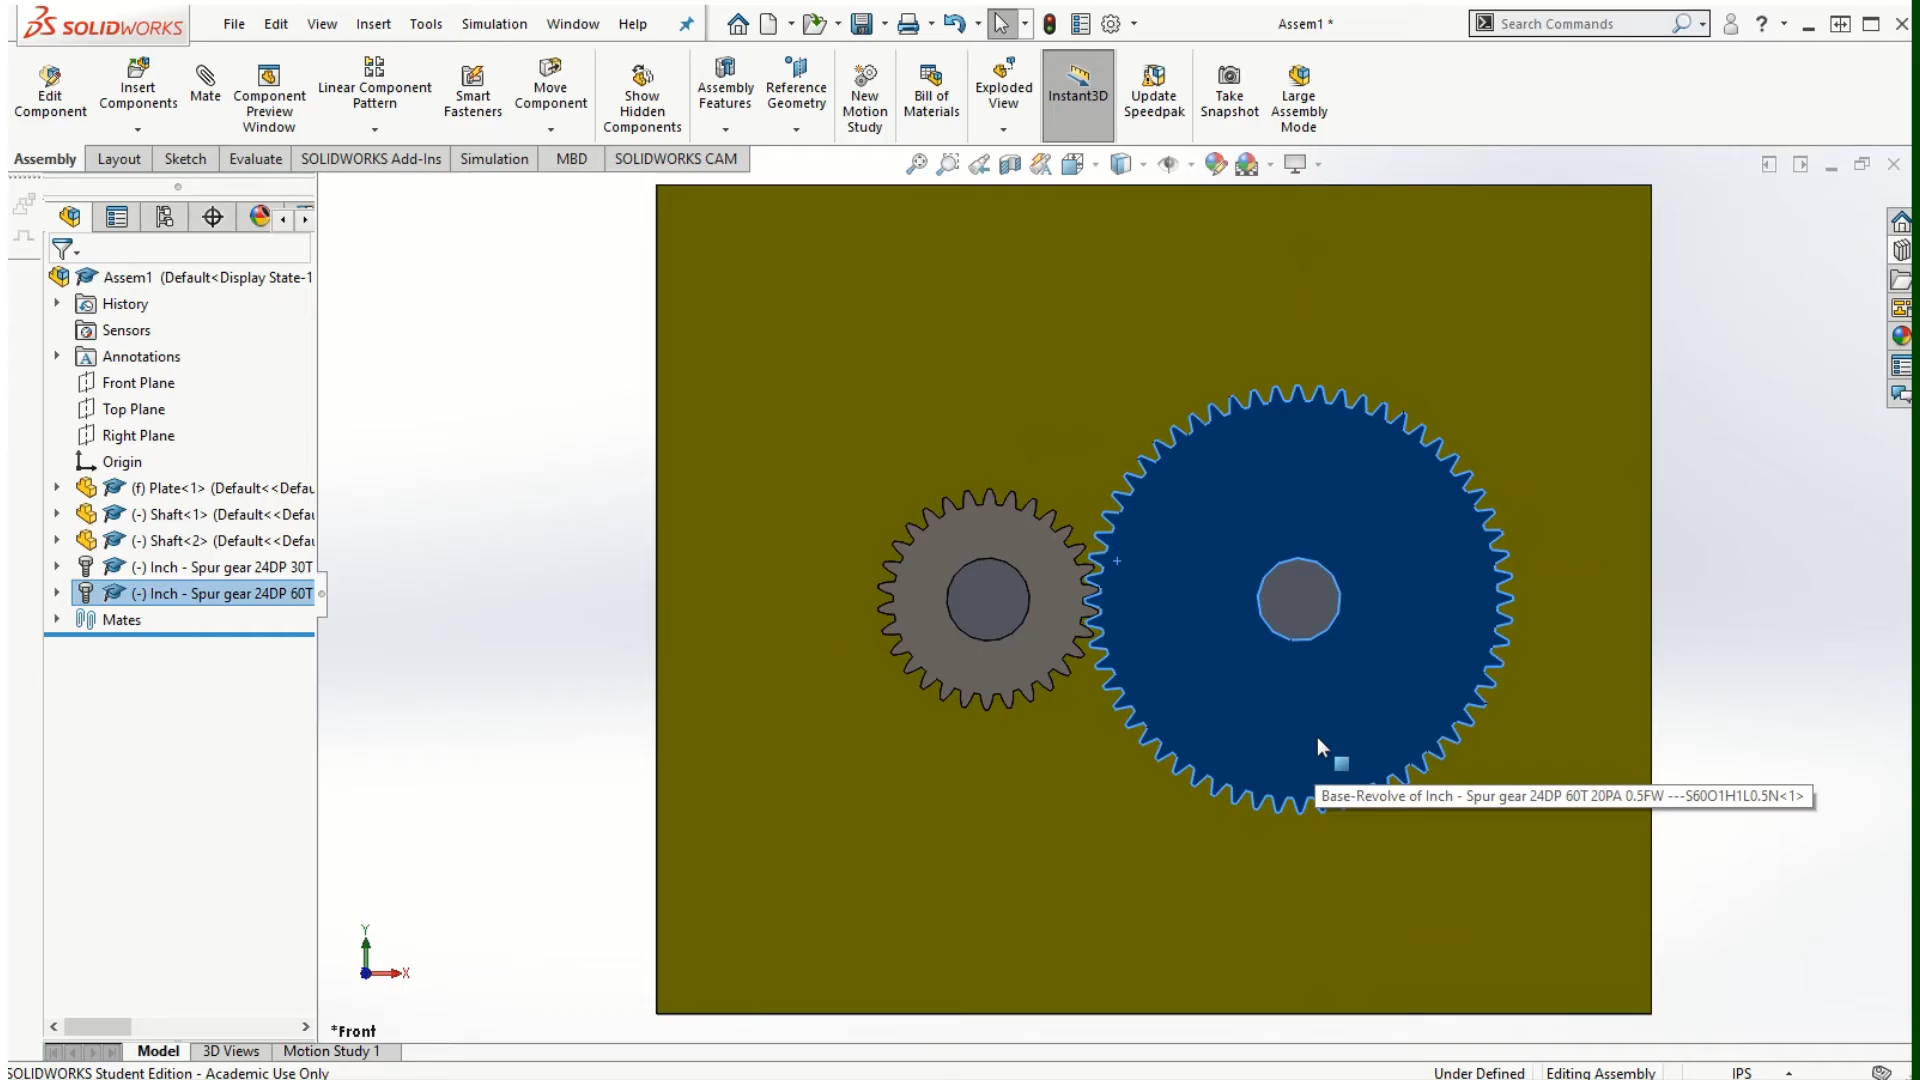 SOLIDWORKS File Edit View Insert Tools Simulation Window Help Assem1 * Search Commands ?
Edit Component
Insert Components
Mate
Component Preview Window
Linear Component Pattern
Smart Fasteners
Move Component
Show Hidden Components
Assembly Features
Reference Geometry
New Motion Study
Bill of Materials
Exploded View
Instant3D
Update Speedpak
Take Snapshot
Large Assembly Mode
Assembly Layout Sketch Evaluate SOLIDWORKS Add-Ins Simulation MBD SOLIDWORKS CAM
Assem1 (Default<Display State-1
History
Sensors
Annotations
Front Plane
Top Plane
Right Plane
Origin
(f) Plate<1> (Default<<Defau
(-) Shaft<1> (Default<<Defau
(-) Shaft<2> (Default<<Defau
(-) Inch - Spur gear 24DP 30T
(-) Inch - Spur gear 24DP 60T
Mates
Base-Revolve of Inch - Spur gear 24DP 60T 20PA 0.5FW ---S60O1H1L0.5N<1>
Y
X
*Front
Model 3D Views Motion Study 1
SOLIDWORKS Student Edition - Academic Use Only Under Defined Editing Assembly IPS